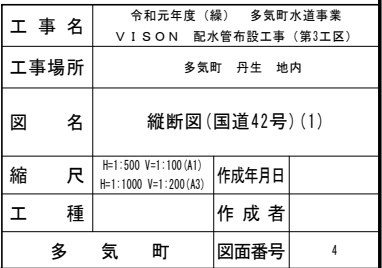 工事名 令和元年度（繰） 多気町水道事業
ＶＩＳＯＮ 配水管布設工事（第3工区）
工事場所 多気町 丹生 地内
図名 縦断図(国道42号)(1)
縮尺 H=1:500 V=1:100(A1) 作成年月日
H=1:1000 V=1:200(A3)
工種 作成者
多気町 図面番号 4